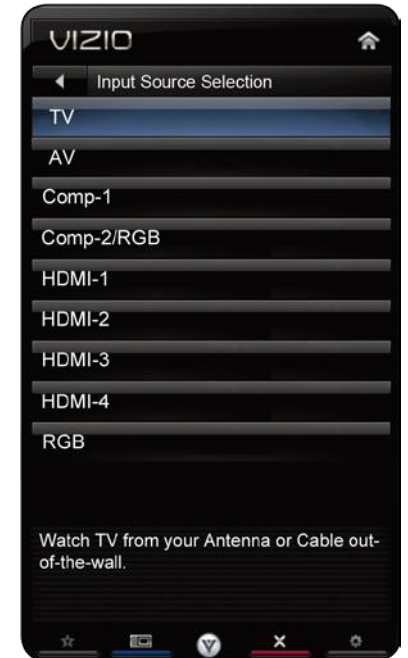 VIZIO
Input Source Selection
TV
AV
Comp-1
Comp-2/RGB
HDMI-1
HDMI-2
HDMI-3
HDMI-4
RGB
Watch TV from your Antenna or Cable out-
of-the-wall.
V